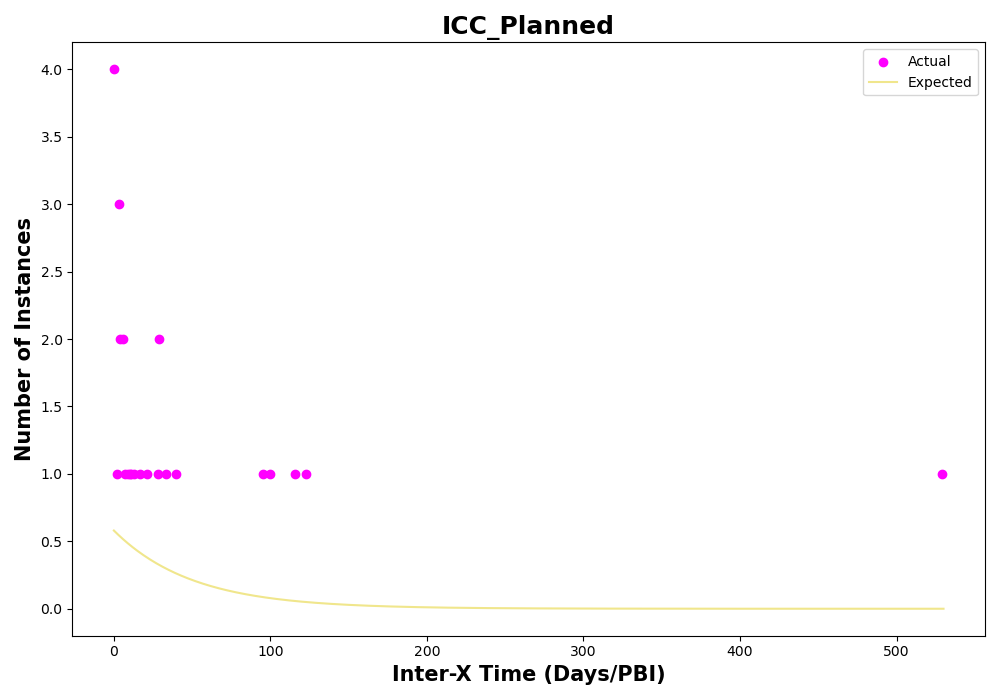 ICC_Planned
Actual
Expected
4.0
3.5
3.0
2.5
2.0
1.5
1.0
0.5
0.0
Number of Instances
0 100 200 300 400 500
Inter-X Time (Days/PBI)